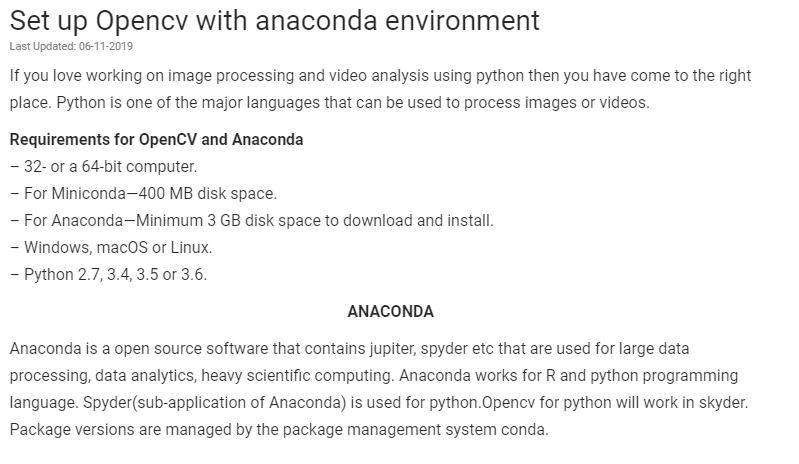 Set up Opencv with anaconda environment
Last Updated: 06-11-2019
If you love working on image processing and video analysis using python then you have come to the right
place. Python is one of the major languages that can be used to process images or videos.
Requirements for OpenCV and Anaconda
– 32- or a 64-bit computer.
– For Miniconda—400 MB disk space.
– For Anaconda—Minimum 3 GB disk space to download and install.
– Windows, macOS or Linux.
– Python 2.7, 3.4, 3.5 or 3.6.
ANACONDA
Anaconda is a open source software that contains jupiter, spyder etc that are used for large data
processing, data analytics, heavy scientific computing. Anaconda works for R and python programming
language. Spyder(sub-application of Anaconda) is used for python.Opencv for python will work in skyder.
Package versions are managed by the package management system conda.